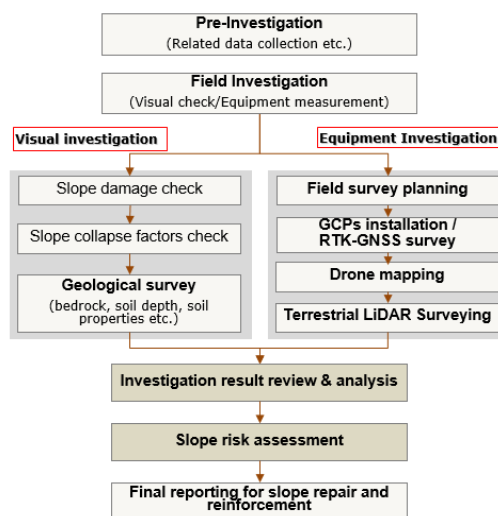 Pre-Investigation
(Related data collection etc.)
Field Investigation
(Visual check/Equipment measurement)
Visual investigation
Equipment Investigation
Slope damage check
Slope collapse factors check
Geological survey
(bedrock, soil depth, soil
properties etc.)
Field survey planning
GCPs installation /
RTK-GNSS survey
Drone mapping
Terrestrial LiDAR Surveying
Investigation result review & analysis
Slope risk assessment
Final reporting for slope repair and
reinforcement